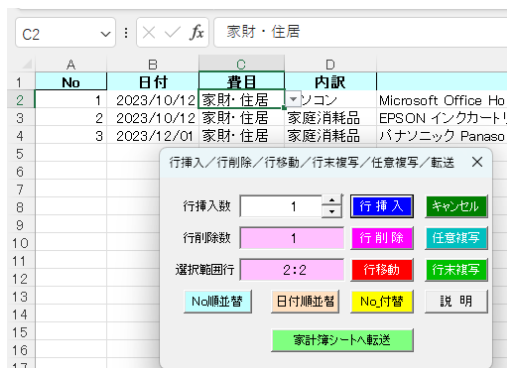 C2 fx 家財・住居
A B C D
1 No 日付 費目 内訳
2 1 2023/10/12 家財・住居 ソコン Microsoft Office Ho
3 2 2023/10/12 家財・住居 家庭消耗品 EPSON インクカートリ
4 3 2023/12/01 家財・住居 家庭消耗品 パナソニック Panaso
5
6
7
8
9
10
11
12
13
14
15
16
17
行挿入／行削除／行移動／行末複写／任意複写／転送
行挿入数 1 行 挿 入 キャンセル
行削除数 1 行 削 除 任意複写
選択範囲行 2:2 行移動 行末複写
No順並替 日付順並替 No_付替 説 明
家計簿シートへ転送